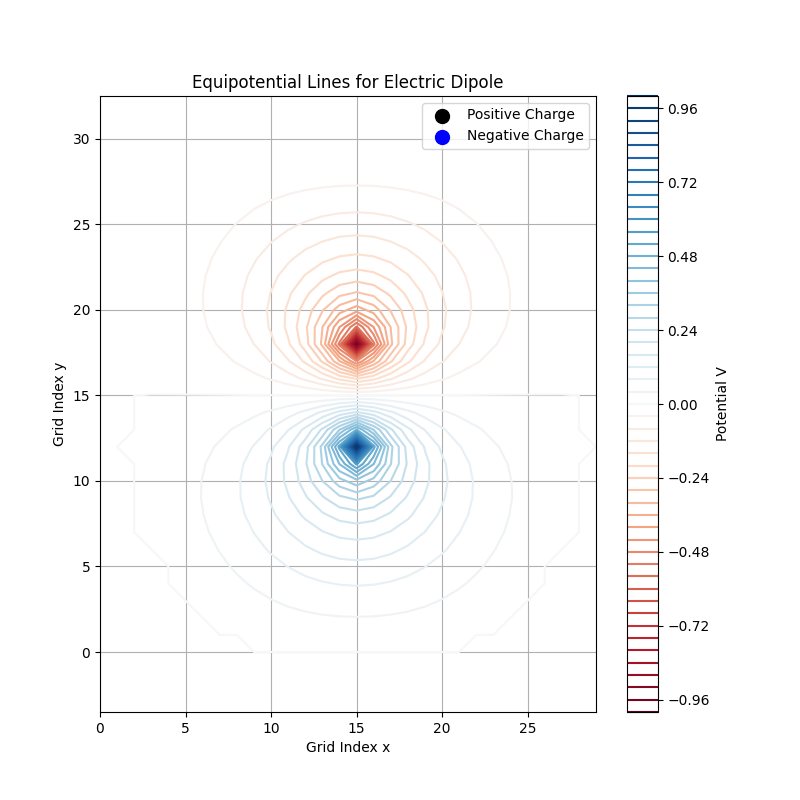 Equipotential Lines for Electric Dipole
Positive Charge
Negative Charge
30
25
20
15
10
5
0
Grid Index y
0 5 10 15 20 25
Grid Index x
0.96
0.72
0.48
0.24
0.00
−0.24
−0.48
−0.72
−0.96
Potential V